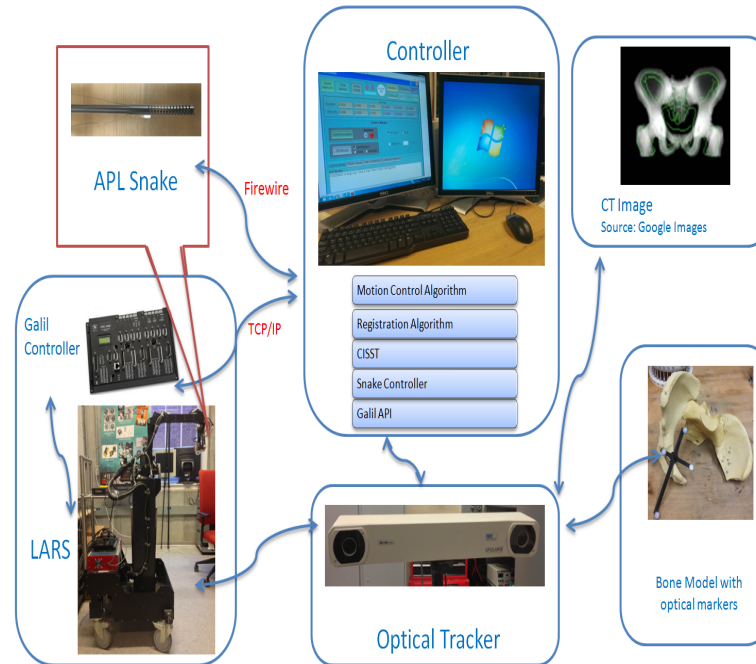 Controller
APL Snake
Firewire
CT Image
Source: Google Images
Galil
Controller
TCP/IP
Motion Control Algorithm
Registration Algorithm
CISST
Snake Controller
Galil API
LARS
Optical Tracker
Bone Model with
optical markers